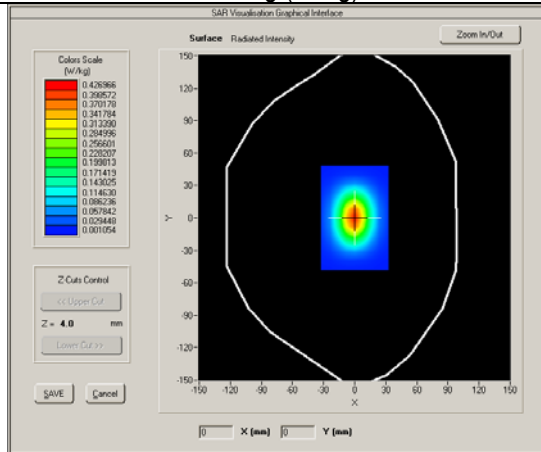 SAR Visualisation Graphical Interface
Surface Radiated Intensity
Zoom In/Out
Colors Scale
(W/kg)
0.426966
0.398572
0.370178
0.341784
0.313390
0.284996
0.256601
0.228207
0.199813
0.171419
0.143025
0.114630
0.086236
0.057842
0.029448
0.001054
Z-Cuts Control
<< Upper Cut
Z = 4.0 mm
Lower Cut >>
SAVE Cancel
150-
120-
90-
60-
30-
0-
-30-
-60-
-90-
-120-
-150-
Y
-150 -120 -90 -60 -30 0 30 60 90 120 150
X
0 X (mm) 0 Y (mm)